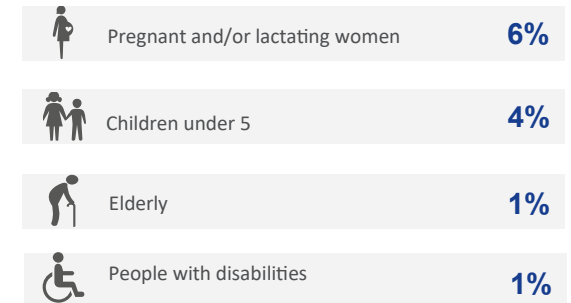 Pregnant and/or lactating women 6%
Children under 5 4%
Elderly 1%
People with disabilities 1%